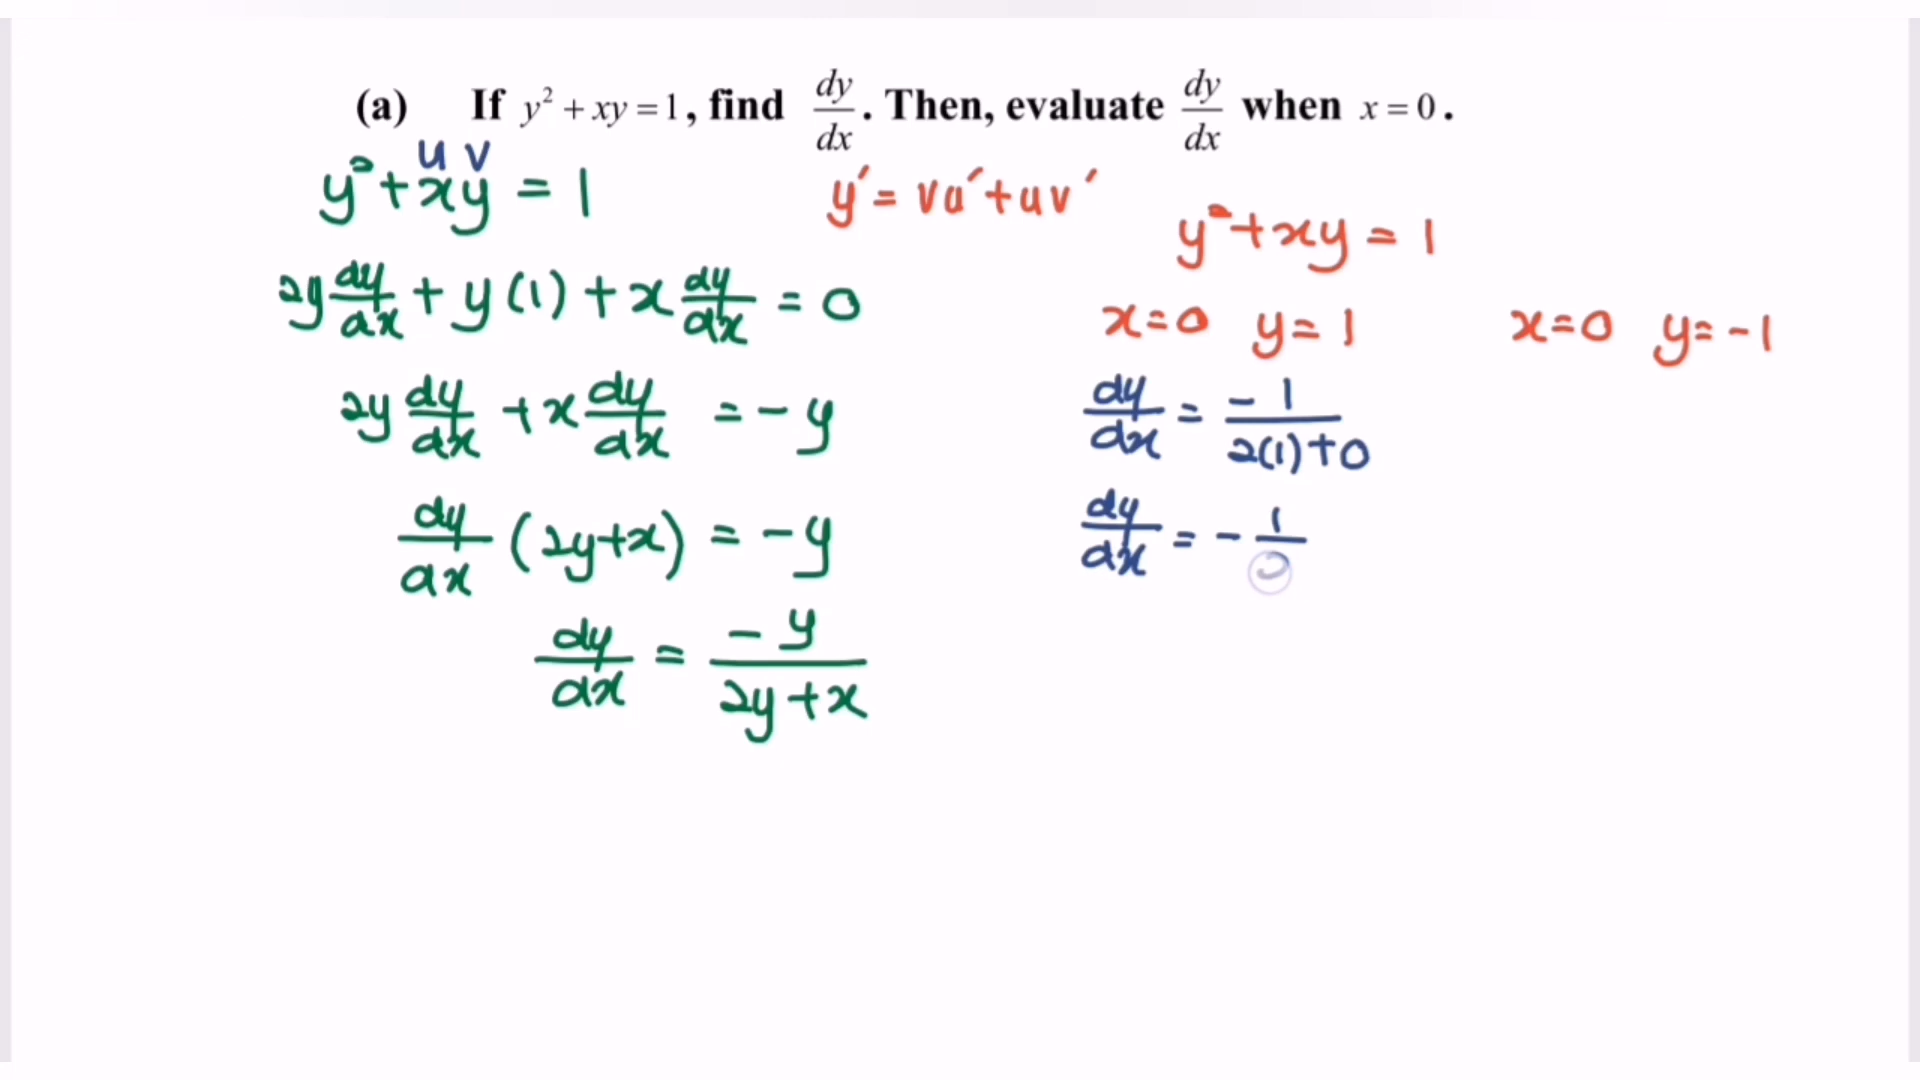 (a) If y² + xy = 1, find dy/dx. Then, evaluate dy/dx when x = 0.
u v
y² + xy = 1
2y dy/dx + y(1) + x dy/dx = 0
2y dy/dx + x dy/dx = -y
dy/dx (2y+x) = -y
dy/dx = -y/(2y+x)
y' = vu' + uv'
y² + xy = 1
x=0 y=1
dy/dx = -1/(2(1)+0)
dy/dx = -1/2
x=0 y=-1